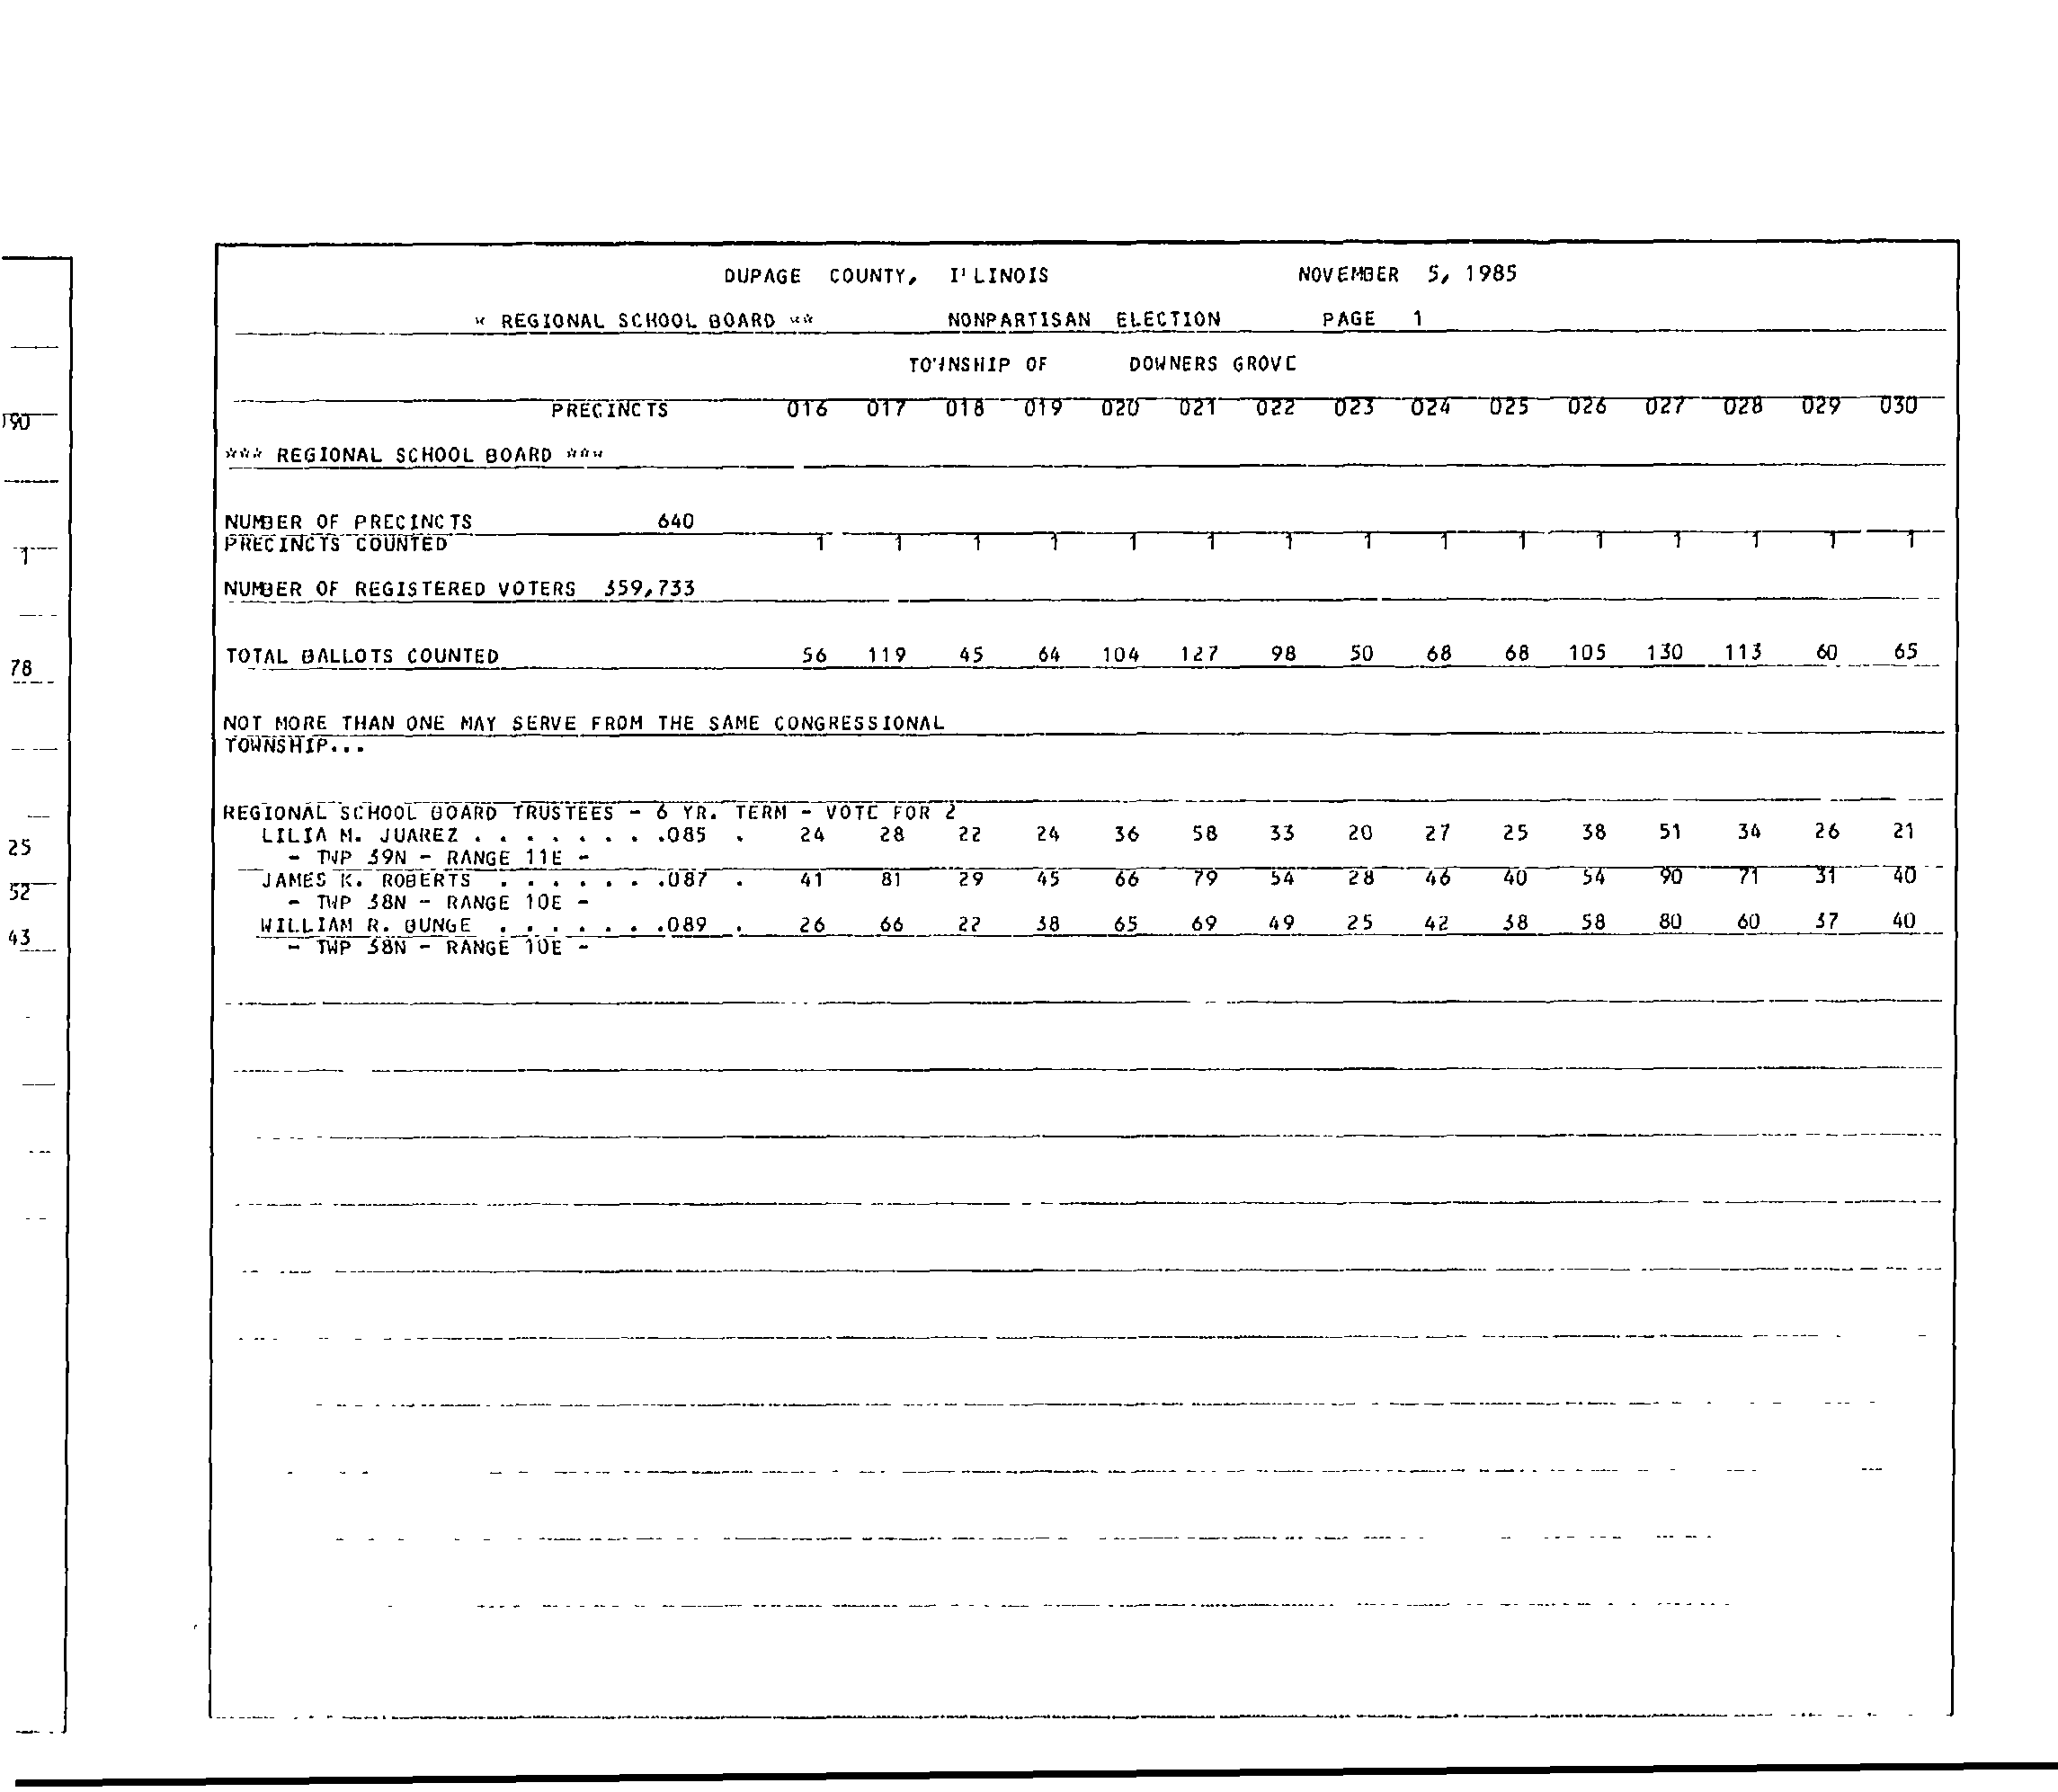 DUPAGE COUNTY, ILLINOIS NOVEMBER 5, 1985
* REGIONAL SCHOOL BOARD ** NONPARTISAN ELECTION PAGE 1
TOWNSHIP OF DOWNERS GROVE
PRECINCTS 016 017 018 019 020 021 022 023 024 025 026 027 028 029 030
*** REGIONAL SCHOOL BOARD ***
NUMBER OF PRECINCTS 640
PRECINCTS COUNTED 1 1 1 1 1 1 1 1 1 1 1 1 1 1 1
NUMBER OF REGISTERED VOTERS 359,733
TOTAL BALLOTS COUNTED 56 119 45 64 104 127 98 50 68 68 105 130 113 60 65
NOT MORE THAN ONE MAY SERVE FROM THE SAME CONGRESSIONAL
TOWNSHIP...
REGIONAL SCHOOL BOARD TRUSTEES - 6 YR. TERM - VOTE FOR 2
LILIA M. JUAREZ . . . . . . . .085 . 24 28 22 24 36 58 33 20 27 25 38 51 34 26 21
- TWP 39N - RANGE 11E -
JAMES K. ROBERTS . . . . . . .087 . 41 81 29 45 66 79 54 28 46 40 54 90 71 31 40
- TWP 38N - RANGE 10E -
WILLIAM R. BUNGE . . . . . . .089 . 26 66 22 38 65 69 49 25 42 38 58 80 60 37 40
- TWP 38N - RANGE 10E -
1
78
25
52
43